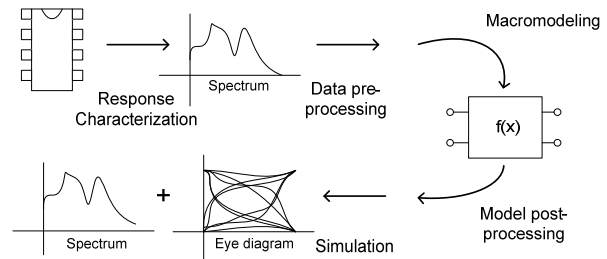 Macromodeling
Response
Characterization
Spectrum
Data pre-
processing
f(x)
Model post-
processing
Simulation
Spectrum
+
Eye diagram